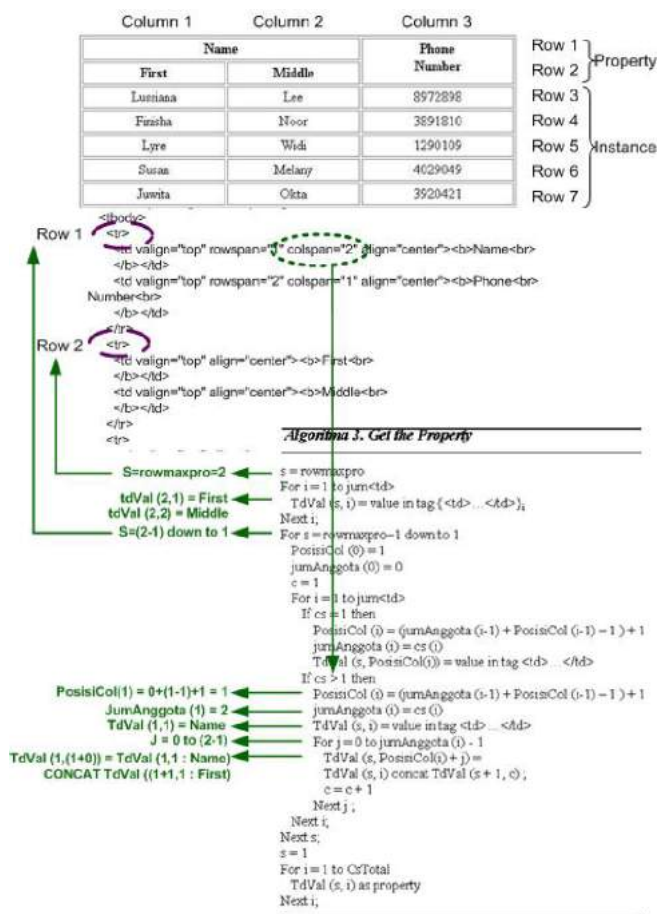 Column 1 Column 2 Column 3
Name Phone Number Row 1 Property
First Middle Row 2
Lussiana Lee 8972898 Row 3 Instance
Firisha Noor 3891810 Row 4
Lyre Widi 1290109 Row 5
Susan Melany 4029049 Row 6
Juwita Okta 3920421 Row 7
<tbody>
Row 1 <tr>
<td valign="top" rowspan="1" colspan="2" align="center"><b>Name<br>
</b></td>
<td valign="top" rowspan="2" colspan="1" align="center"><b>Phone<br>
Number<br>
</b></td>
</tr>
Row 2 <tr>
<td valign="top" align="center"><b>First<br>
</b></td>
<td valign="top" align="center"><b>Middle<br>
</b></td>
</tr>
<tr>
Algoritma 3. Get the Property
S=rowmaxpro=2 s = rowmaxpro
For i = 1 to jum<td>
tdVal (2,1) = First TdVal (s, i) = value in tag {<td>...</td>}i
tdVal (2,2) = Middle Next i;
S=(2-1) down to 1 For s = rowmaxpro-1 down to 1
PosisiCol (0) = 1
jumAnggota (0) = 0
c = 1
For i = 1 to jum<td>
If cs = 1 then
PosisiCol (i) = (jumAnggota (i-1) + PosisiCol (i-1) - 1) + 1
jumAnggota (i) = cs (i)
TdVal (s, PosisiCol(i)) = value in tag <td>...</td>
If cs > 1 then
PosisiCol(1) = 0+(1-1)+1 = 1 PosisiCol (i) = (jumAnggota (i-1) + PosisiCol (i-1) - 1) + 1
JumAnggota (1) = 2 jumAnggota (i) = cs (i)
TdVal (1,1) = Name TdVal (s, i) = value in tag <td>...</td>
J = 0 to (2-1) For j = 0 to jumAnggota (i) - 1
TdVal (1,(1+0)) = TdVal (1,1 : Name) TdVal (s, PosisiCol(i) + j) =
CONCAT TdVal ((1+1,1 : First) TdVal (s, i) concat TdVal (s + 1, c) ;
c = c + 1
Next j ;
Next i;
Next s;
s = 1
For i = 1 to CsTotal
TdVal (s, i) as property
Next i;